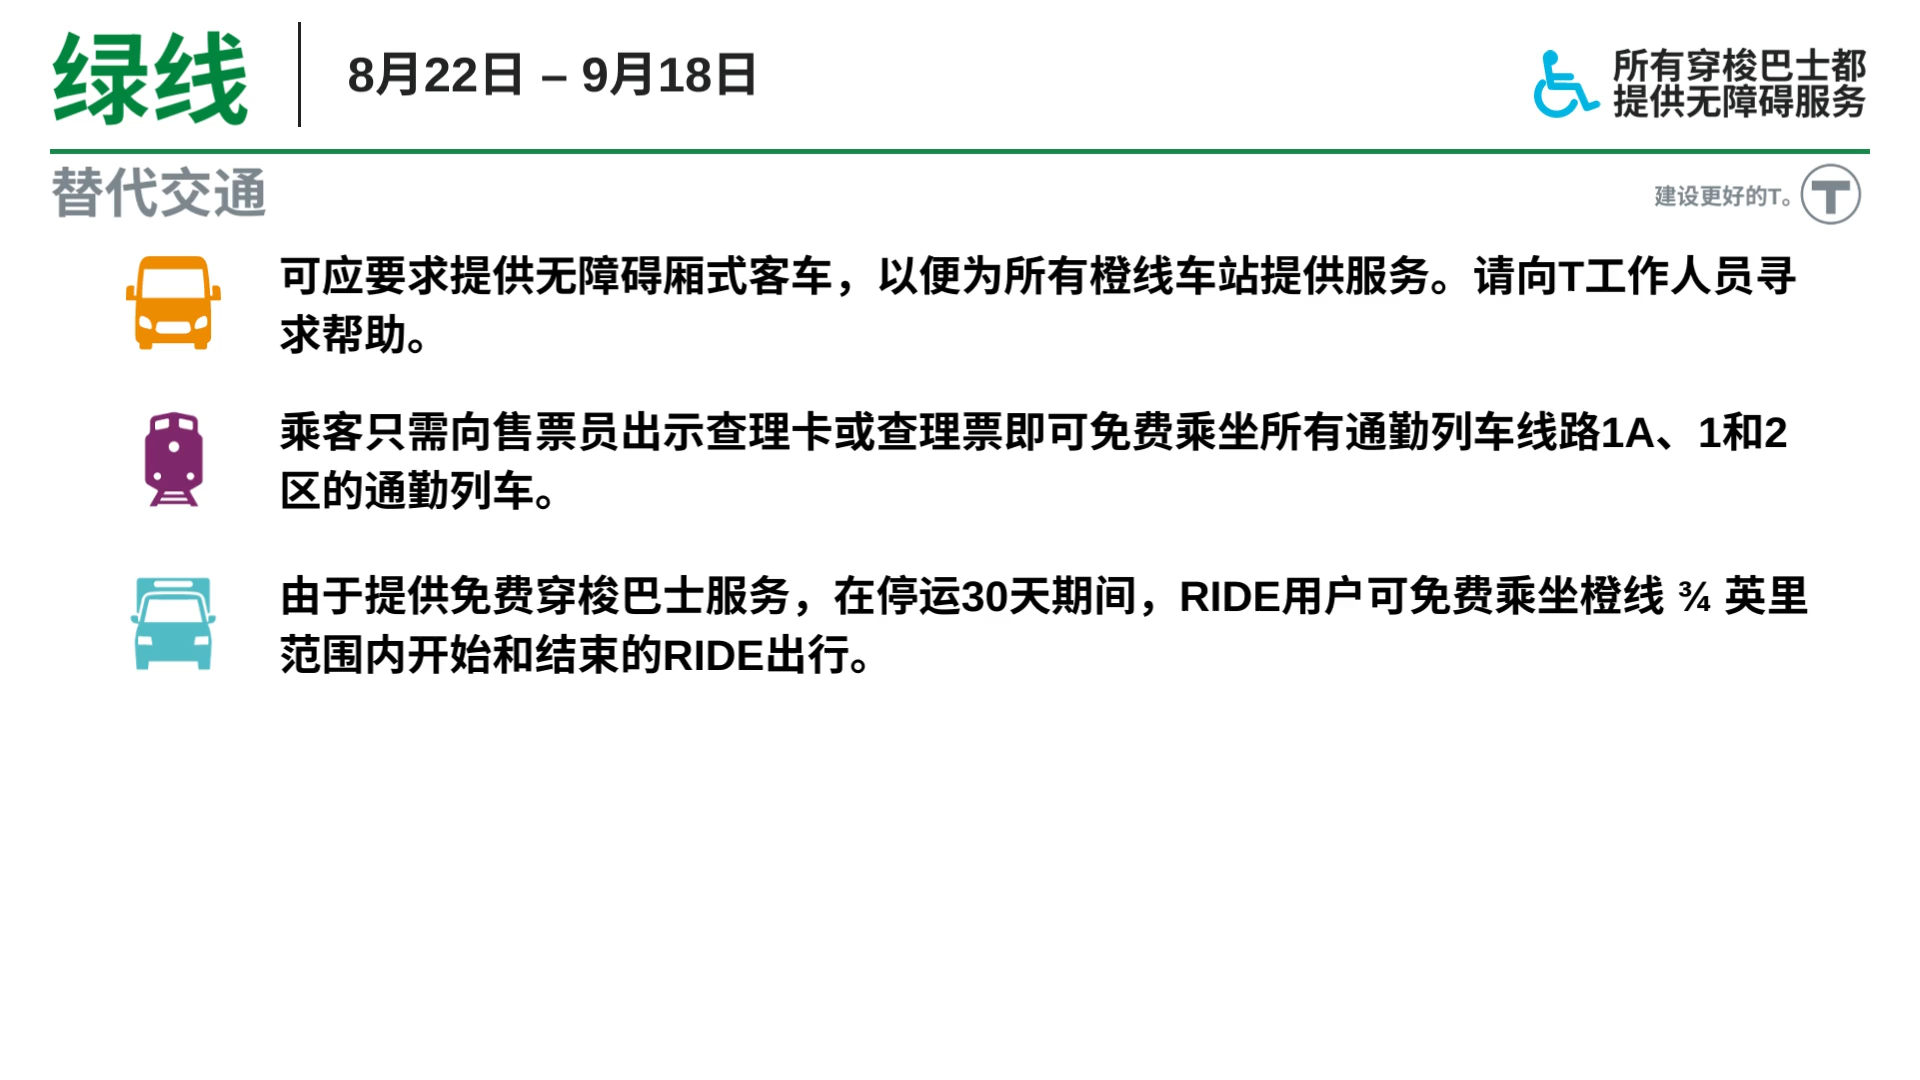 绿线
8月22日 – 9月18日
所有穿梭巴士都
提供无障碍服务
替代交通
建设更好的T。
T
可应要求提供无障碍厢式客车，以便为所有橙线车站提供服务。请向T工作人员寻
求帮助。
乘客只需向售票员出示查理卡或查理票即可免费乘坐所有通勤列车线路1A、1和2
区的通勤列车。
由于提供免费穿梭巴士服务，在停运30天期间，RIDE用户可免费乘坐橙线 ¾ 英里
范围内开始和结束的RIDE出行。